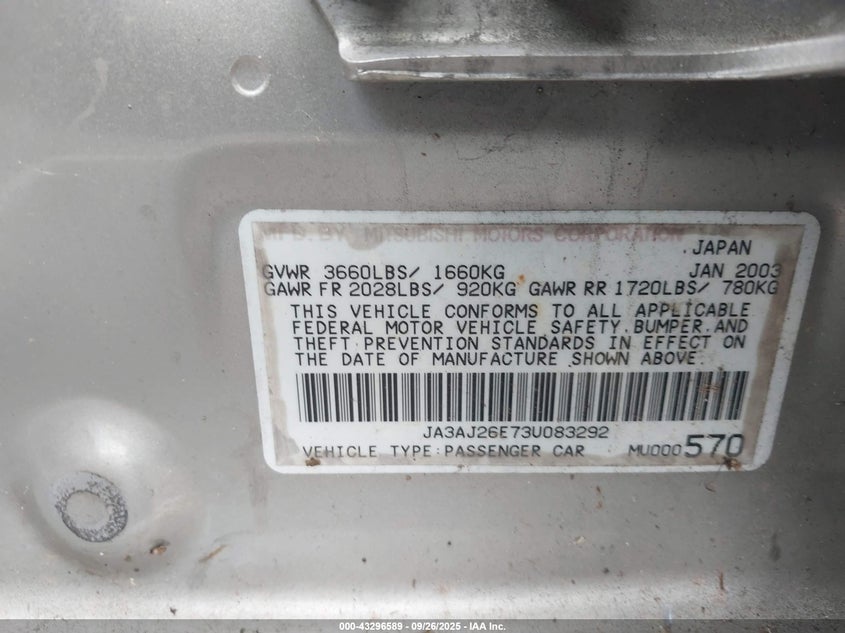 MFD. BY MITSUBISHI MOTORS CORPORATION
JAPAN
GVWR 3660LBS/ 1660KG JAN 2003
GAWR FR 2028LBS/ 920KG GAWR RR 1720LBS/ 780KG
THIS VEHICLE CONFORMS TO ALL APPLICABLE
FEDERAL MOTOR VEHICLE SAFETY, BUMPER, AND
THEFT PREVENTION STANDARDS IN EFFECT ON
THE DATE OF MANUFACTURE SHOWN ABOVE.
JA3AJ26E73U083292
VEHICLE TYPE:PASSENGER CAR MU000570
000-43296589 - 09/26/2025 - IAA Inc.